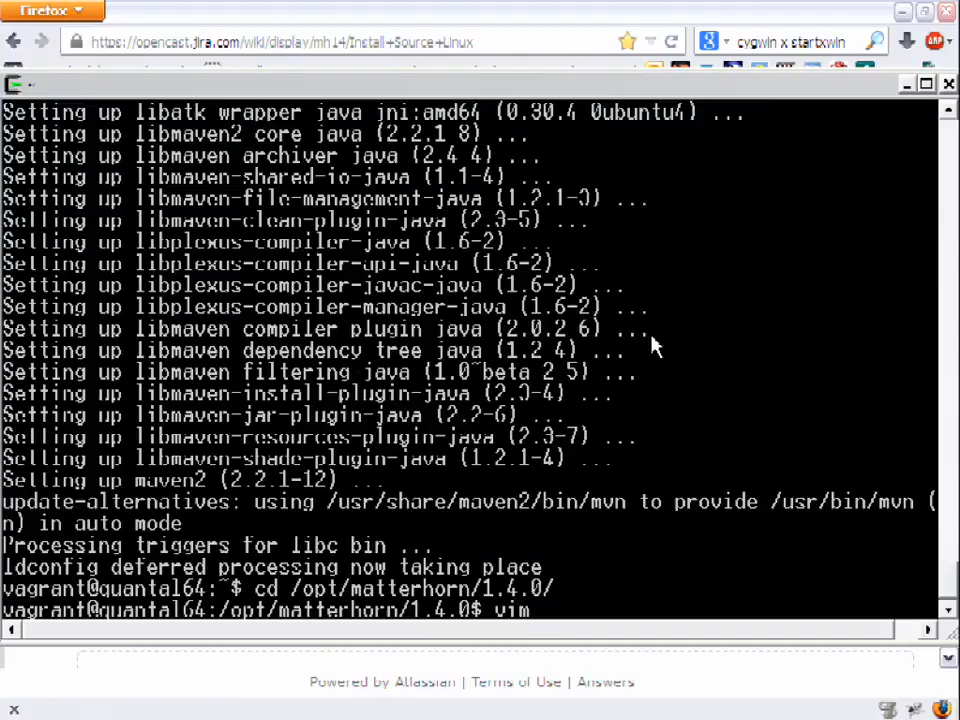 Firefox
https://opencast.jira.com/wiki/display/mh14/Install+Source+Linux
cygwin x startxwin
ABP
Setting up libatk wrapper java jni:amd64 (0.30.4 0ubuntu4) ...
Setting up libmaven2 core java (2.2.1 8) ...
Setting up libmaven archiver java (2.4 4) ...
Setting up libmaven-shared-io-java (1.1-4) ...
Setting up libmaven-file-management-java (1.2.1-3) ...
Setting up libmaven-clean-plugin-java (2.3-5) ...
Setting up libplexus-compiler-java (1.6-2) ...
Setting up libplexus-compiler-api-java (1.6-2) ...
Setting up libplexus-compiler-javac-java (1.6-2) ...
Setting up libplexus-compiler-manager-java (1.6-2) ...
Setting up libmaven compiler plugin java (2.0.2 6) ...
Setting up libmaven dependency tree java (1.2 4) ...
Setting up libmaven filtering java (1.0~beta 2 5) ...
Setting up libmaven-install-plugin-java (2.3-4) ...
Setting up libmaven-jar-plugin-java (2.2-6) ...
Setting up libmaven-resources-plugin-java (2.3-7) ...
Setting up libmaven-shade-plugin-java (1.2.1-4) ...
Setting up maven2 (2.2.1-12) ...
update-alternatives: using /usr/share/maven2/bin/mvn to provide /usr/bin/mvn (
n) in auto mode
Processing triggers for libc bin ...
ldconfig deferred processing now taking place
vagrant@quantal64:~$ cd /opt/matterhorn/1.4.0/
vagrant@quantal64:/opt/matterhorn/1.4.0$ vim
Powered by Atlassian | Terms of Use | Answers